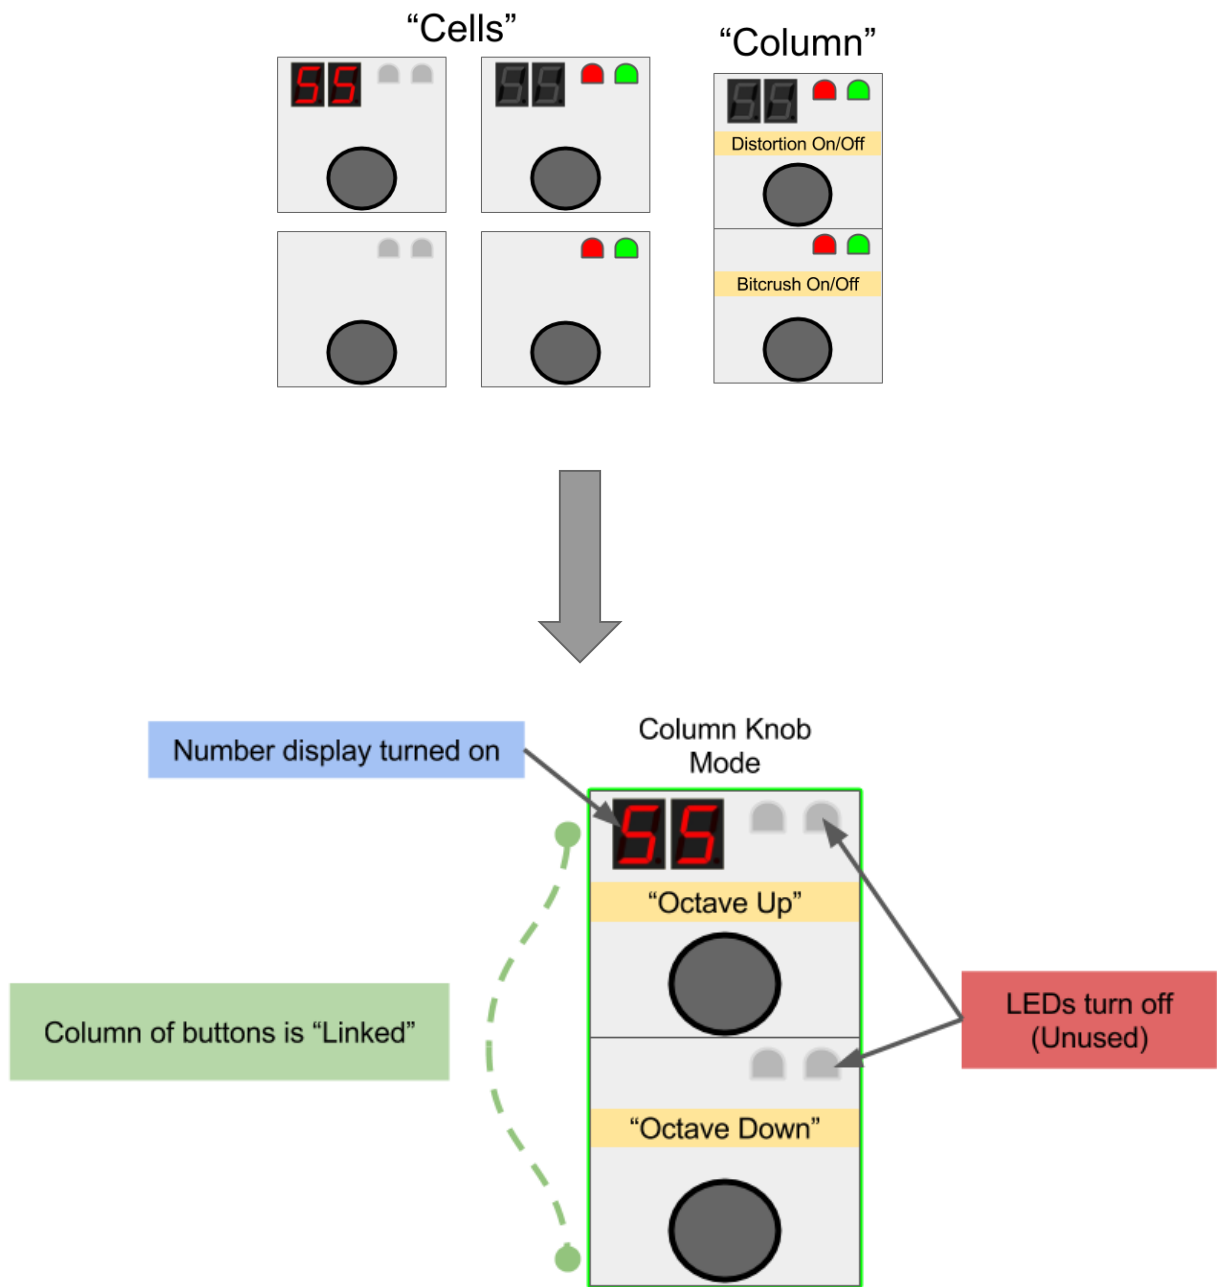 “Cells”
“Column”
55
Distortion On/Off
Bitcrush On/Off
Column Knob
Mode
Number display turned on
55
“Octave Up”
Column of buttons is “Linked”
LEDs turn off
(Unused)
“Octave Down”